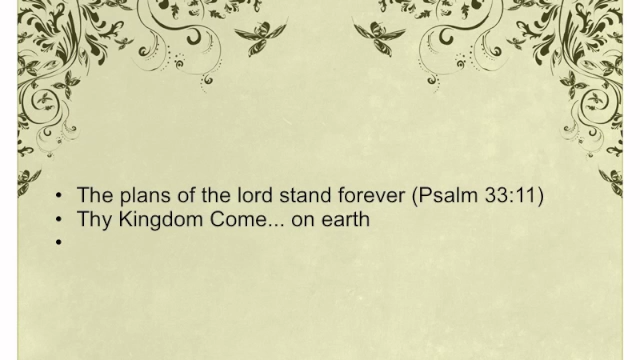 • The plans of the lord stand forever (Psalm 33:11)
• Thy Kingdom Come... on earth
•